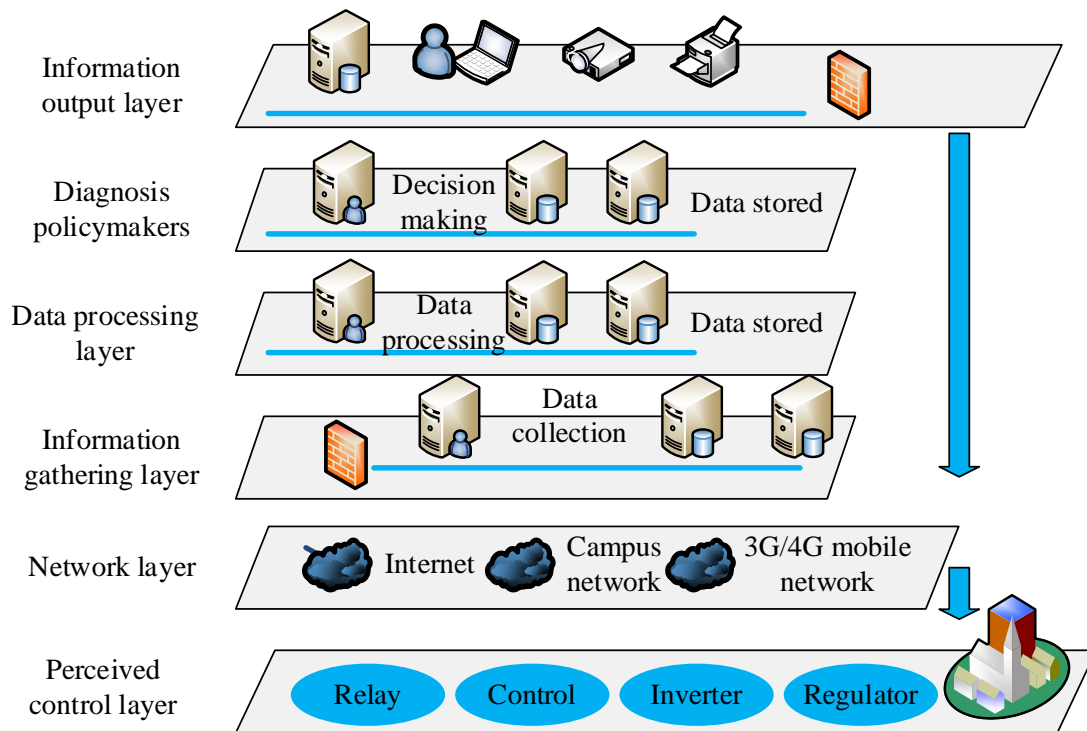 Information
output layer
Diagnosis
policymakers
Decision
making
Data stored
Data processing
layer
Data
processing
Data stored
Information
gathering layer
Data
collection
Network layer
Internet
Campus
network
3G/4G mobile
network
Perceived
control layer
Relay
Control
Inverter
Regulator